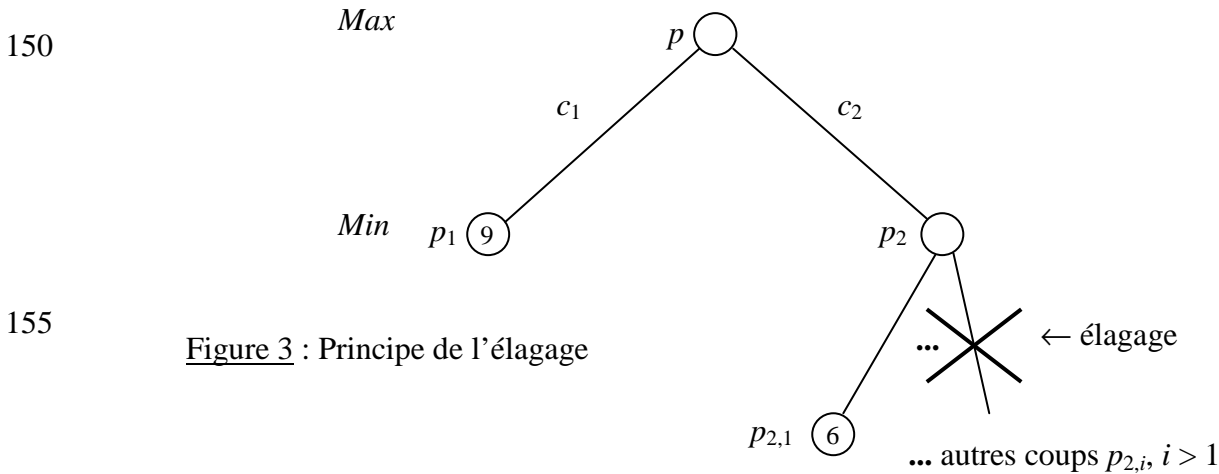 Max
150
p
c1
c2
Min
p1
9
p2
155
Figure 3 : Principe de l'élagage
...
← élagage
p2,1
6
... autres coups p2,i, i > 1